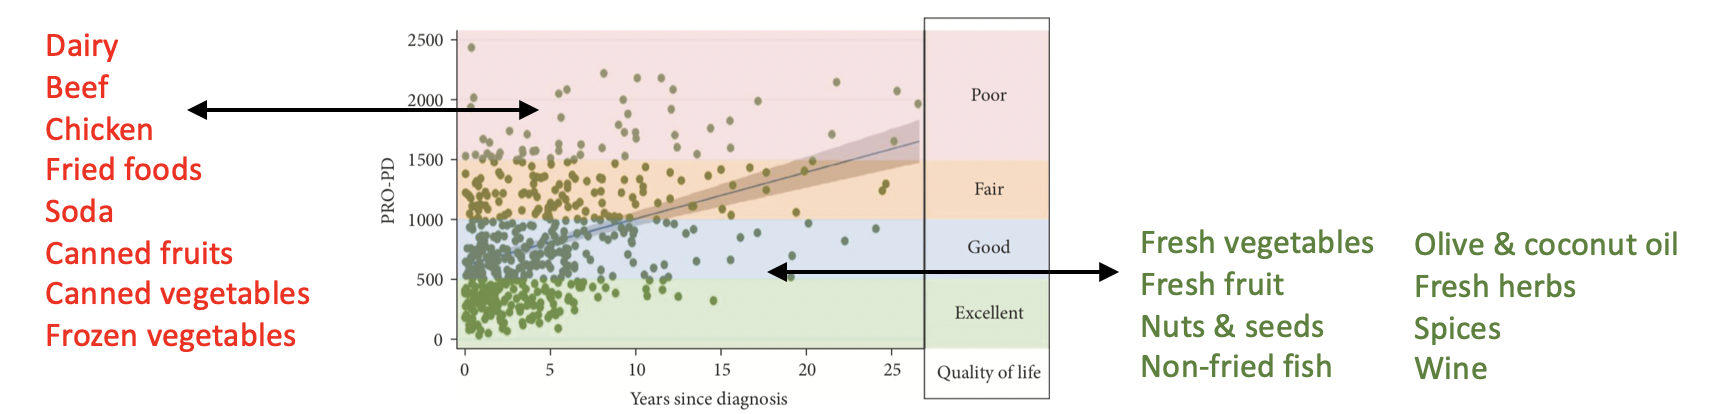 Dairy
Beef
Chicken
Fried foods
Soda
Canned fruits
Canned vegetables
Frozen vegetables
PRO-PD
2500
2000
1500
1000
500
0
0 5 10 15 20 25
Years since diagnosis
Poor
Fair
Good
Excellent
Quality of life
Fresh vegetables
Fresh fruit
Nuts & seeds
Non-fried fish
Olive & coconut oil
Fresh herbs
Spices
Wine